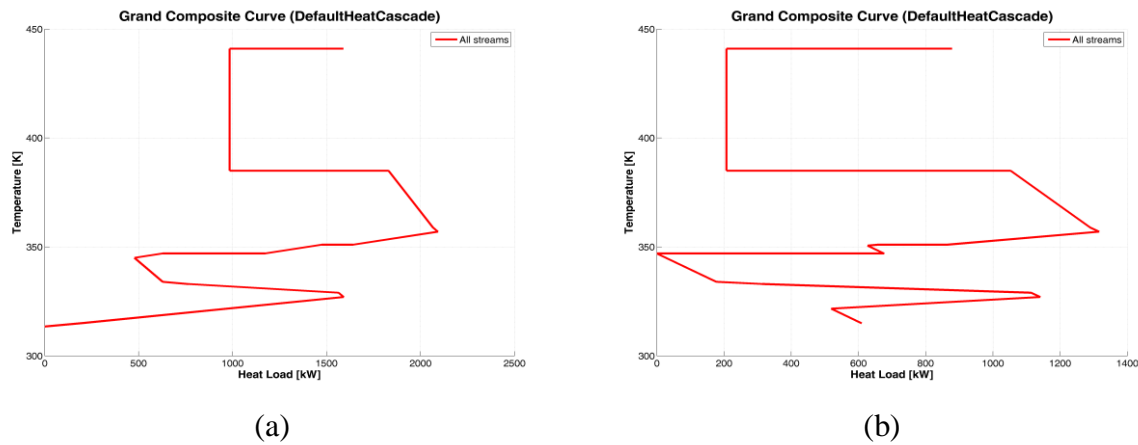 Grand Composite Curve (DefaultHeatCascade)
450
All streams
400
Temperature [K]
350
300
0 500 1000 1500 2000 2500
Heat Load [kW]
(a)
Grand Composite Curve (DefaultHeatCascade)
450
All streams
400
Temperature [K]
350
300
0 200 400 600 800 1000 1200 1400
Heat Load [kW]
(b)